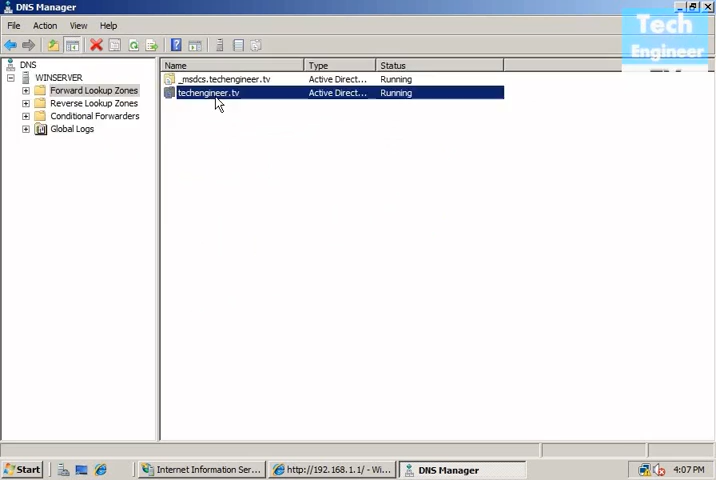 DNS Manager
File Action View Help
Tech
Engineer
DNS
WINSERVER
Forward Lookup Zones
Reverse Lookup Zones
Conditional Forwarders
Global Logs
Name Type Status
_msdcs.techengineer.tv Active Direct... Running
techengineer.tv Active Direct... Running
Start Internet Information Ser... http://192.168.1.1/ - Wi... DNS Manager 4:07 PM